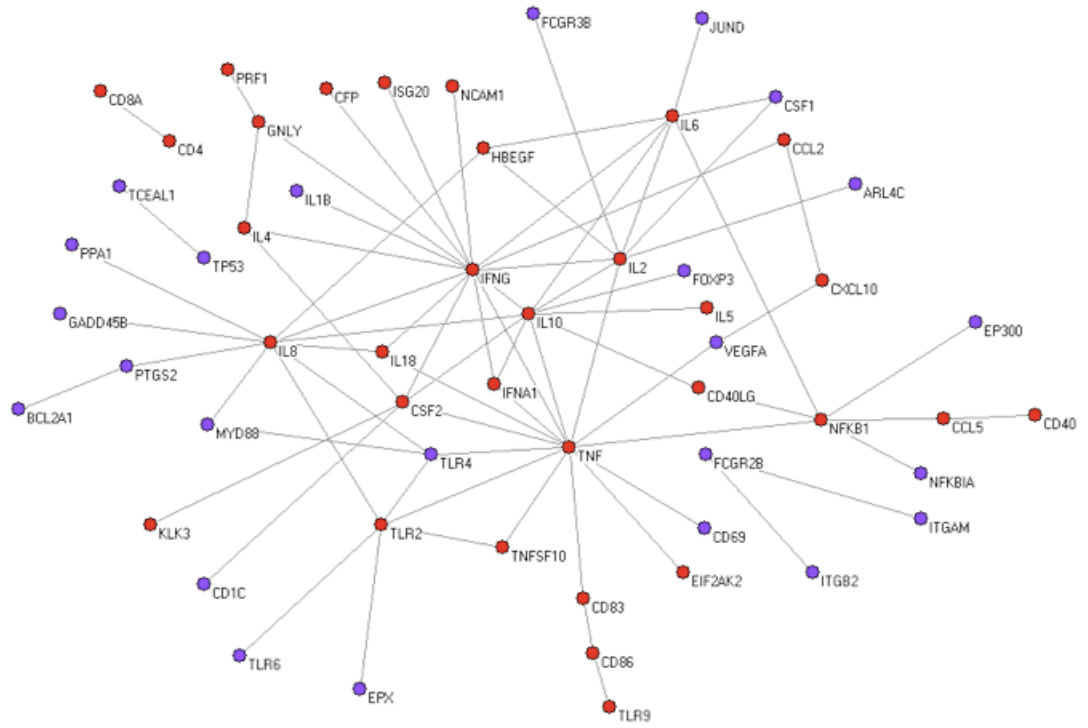 FCGR3B
JUND
PRF1
CFP
ISG20
NCAM1
CD8A
CSF1
GNLY
IL6
CD4
HBEGF
CCL2
TCEAL1
IL1B
ARL4C
IL4
PPA1
TP53
IFNG
IL2
FOXP3
CXCL10
GADD45B
IL10
IL5
EP300
IL8
IL18
VEGFA
PTGS2
IFNA1
CD40LG
BCL2A1
CSF2
MYD88
NFKB1
CCL5
CD40
TNF
TLR4
FCGR2B
NFKBIA
KLK3
TLR2
CD69
ITGAM
TNFSF10
CD1C
EIF2AK2
ITGB2
CD83
TLR6
CD86
EPX
TLR9